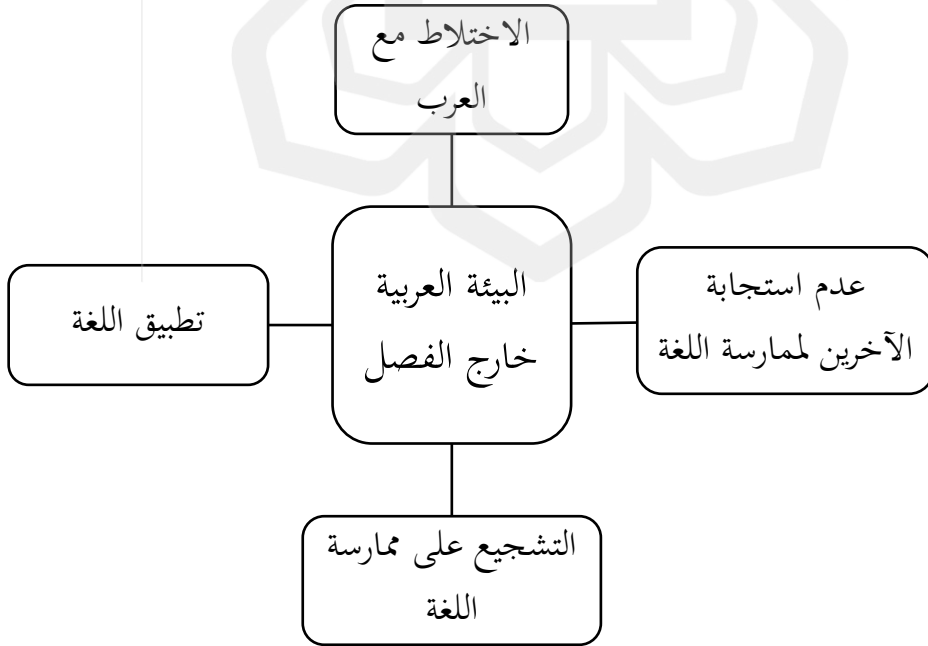 الاختلاط مع
العرب
عدم استجابة
الآخرين لممارسة اللغة
البيئة العربية
خارج الفصل
تطبيق اللغة
التشجيع على ممارسة
اللغة